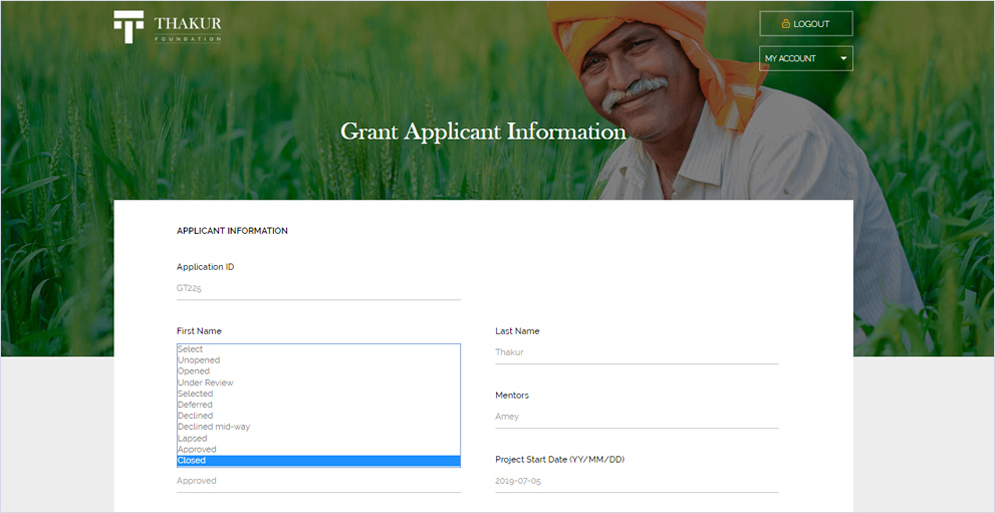 THAKUR
FOUNDATION
LOGOUT
MY ACCOUNT
Grant Applicant Information
APPLICANT INFORMATION
Application ID
GT225
First Name
Last Name
Select
Thakur
Unopened
Opened
Under Review
Selected
Deferred
Declined
Declined mid-way
Lapsed
Approved
Closed
Mentors
Amey
Project Start Date (YY/MM/DD)
Approved
2019-07-05